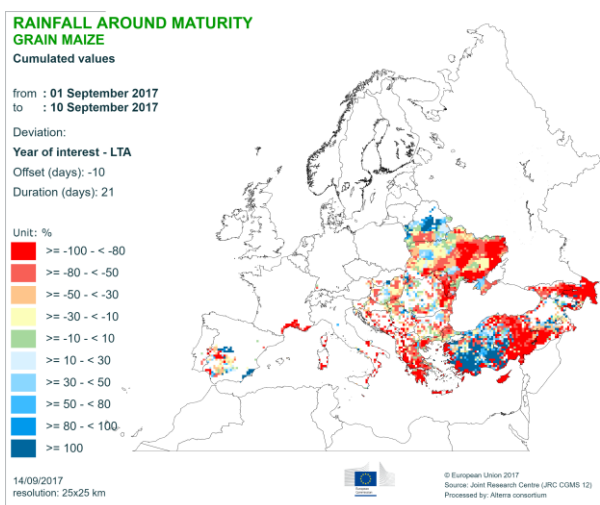 RAINFALL AROUND MATURITY
GRAIN MAIZE
Cumulated values
from : 01 September 2017
to : 10 September 2017
Deviation:
Year of interest - LTA
Offset (days): -10
Duration (days): 21
Unit: %
>= -100 - < -80
>= -80 - < -50
>= -50 - < -30
>= -30 - < -10
>= -10 - < 10
>= 10 - < 30
>= 30 - < 50
>= 50 - < 80
>= 80 - < 100
>= 100
14/09/2017
resolution: 25x25 km
© European Union 2017
Source: Joint Research Centre (JRC CGMS 12)
Processed by: Alterra consortium